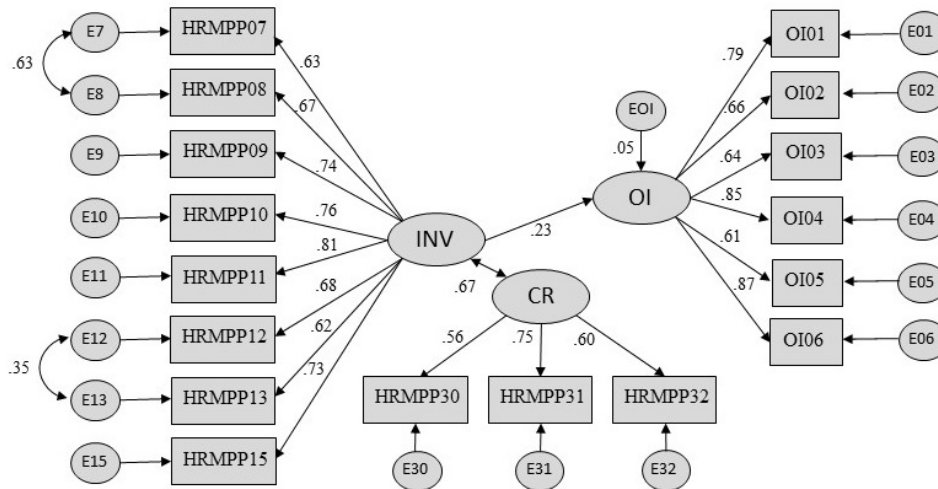 E7
HRMPP07
.63
.63
E8
HRMPP08
.67
E9
HRMPP09
.74
E10
HRMPP10
.76
E11
HRMPP11
.81
E12
HRMPP12
.68
.35
E13
HRMPP13
.62
E15
HRMPP15
.73
INV
.23
.67
CR
.56
.75
.60
HRMPP30
HRMPP31
HRMPP32
E30
E31
E32
EOI
.05
OI
.79
OI01
E01
.66
OI02
E02
.64
OI03
E03
.85
OI04
E04
.61
OI05
E05
.87
OI06
E06